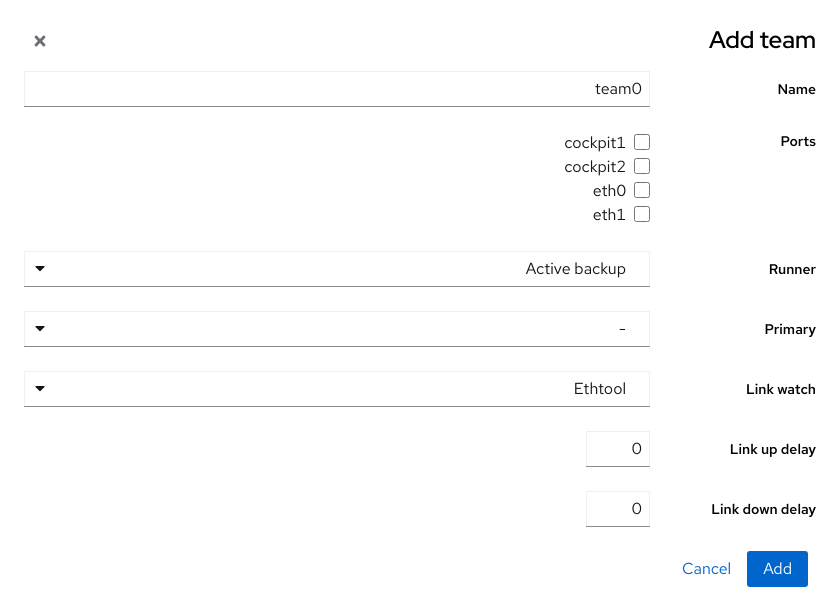 Add team
Name
team0
Ports
cockpit1
cockpit2
eth0
eth1
Runner
Active backup
Primary
-
Link watch
Ethtool
Link up delay
0
Link down delay
0
Add
Cancel